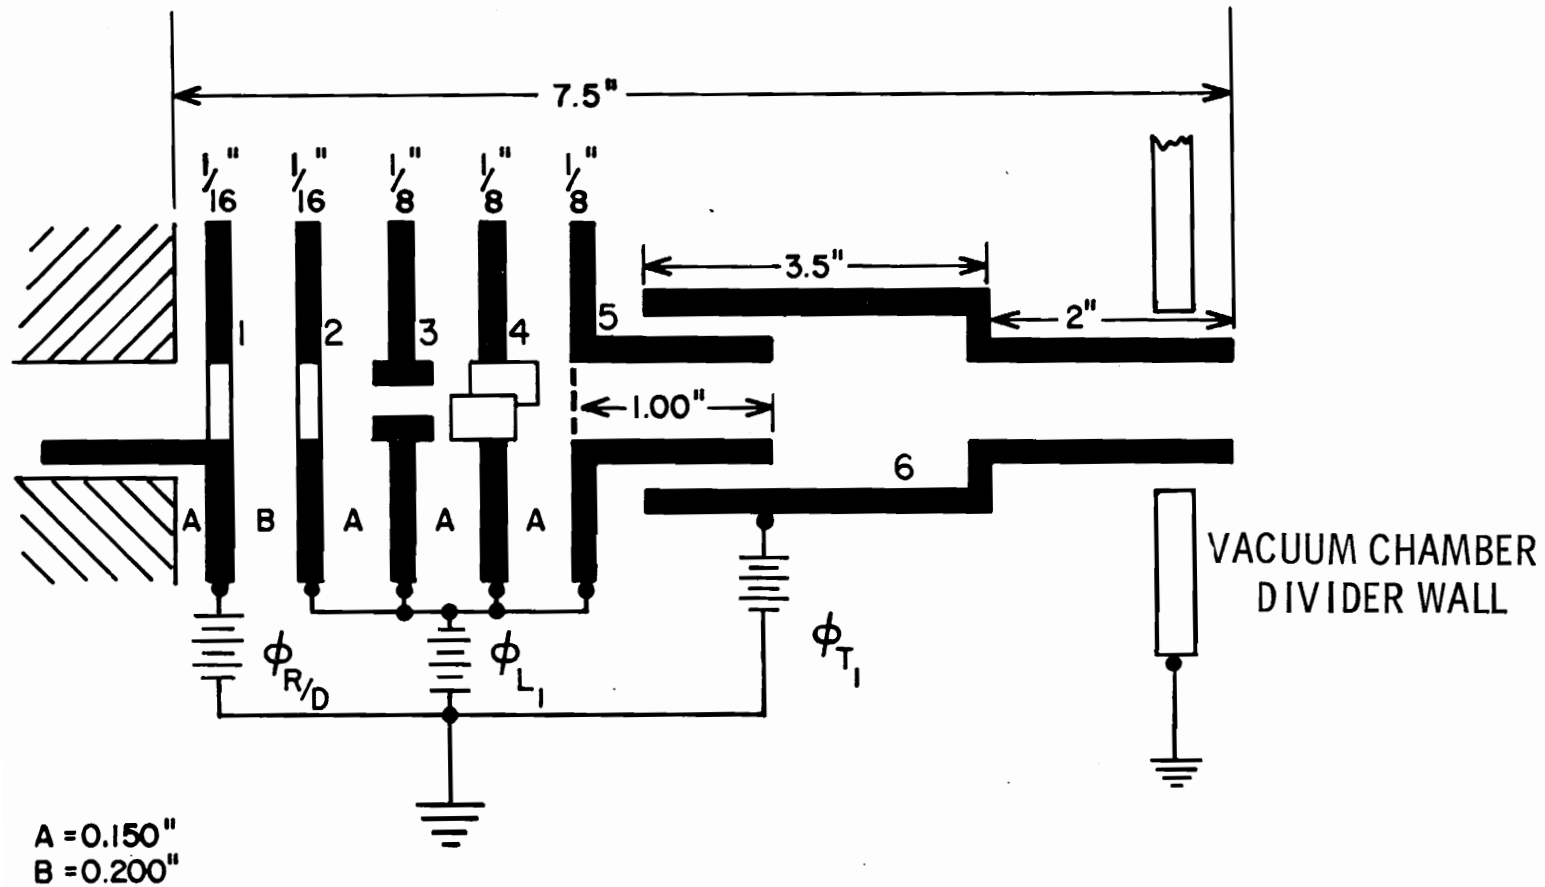 7.5"
1/16" 1/16" 1/8" 1/8" 1/8"
3.5"
1 2 3 4 5 2"
1.00"
6
A B A A A
VACUUM CHAMBER
DIVIDER WALL
ϕR/D ϕL1 ϕT1
A = 0.150"
B = 0.200"